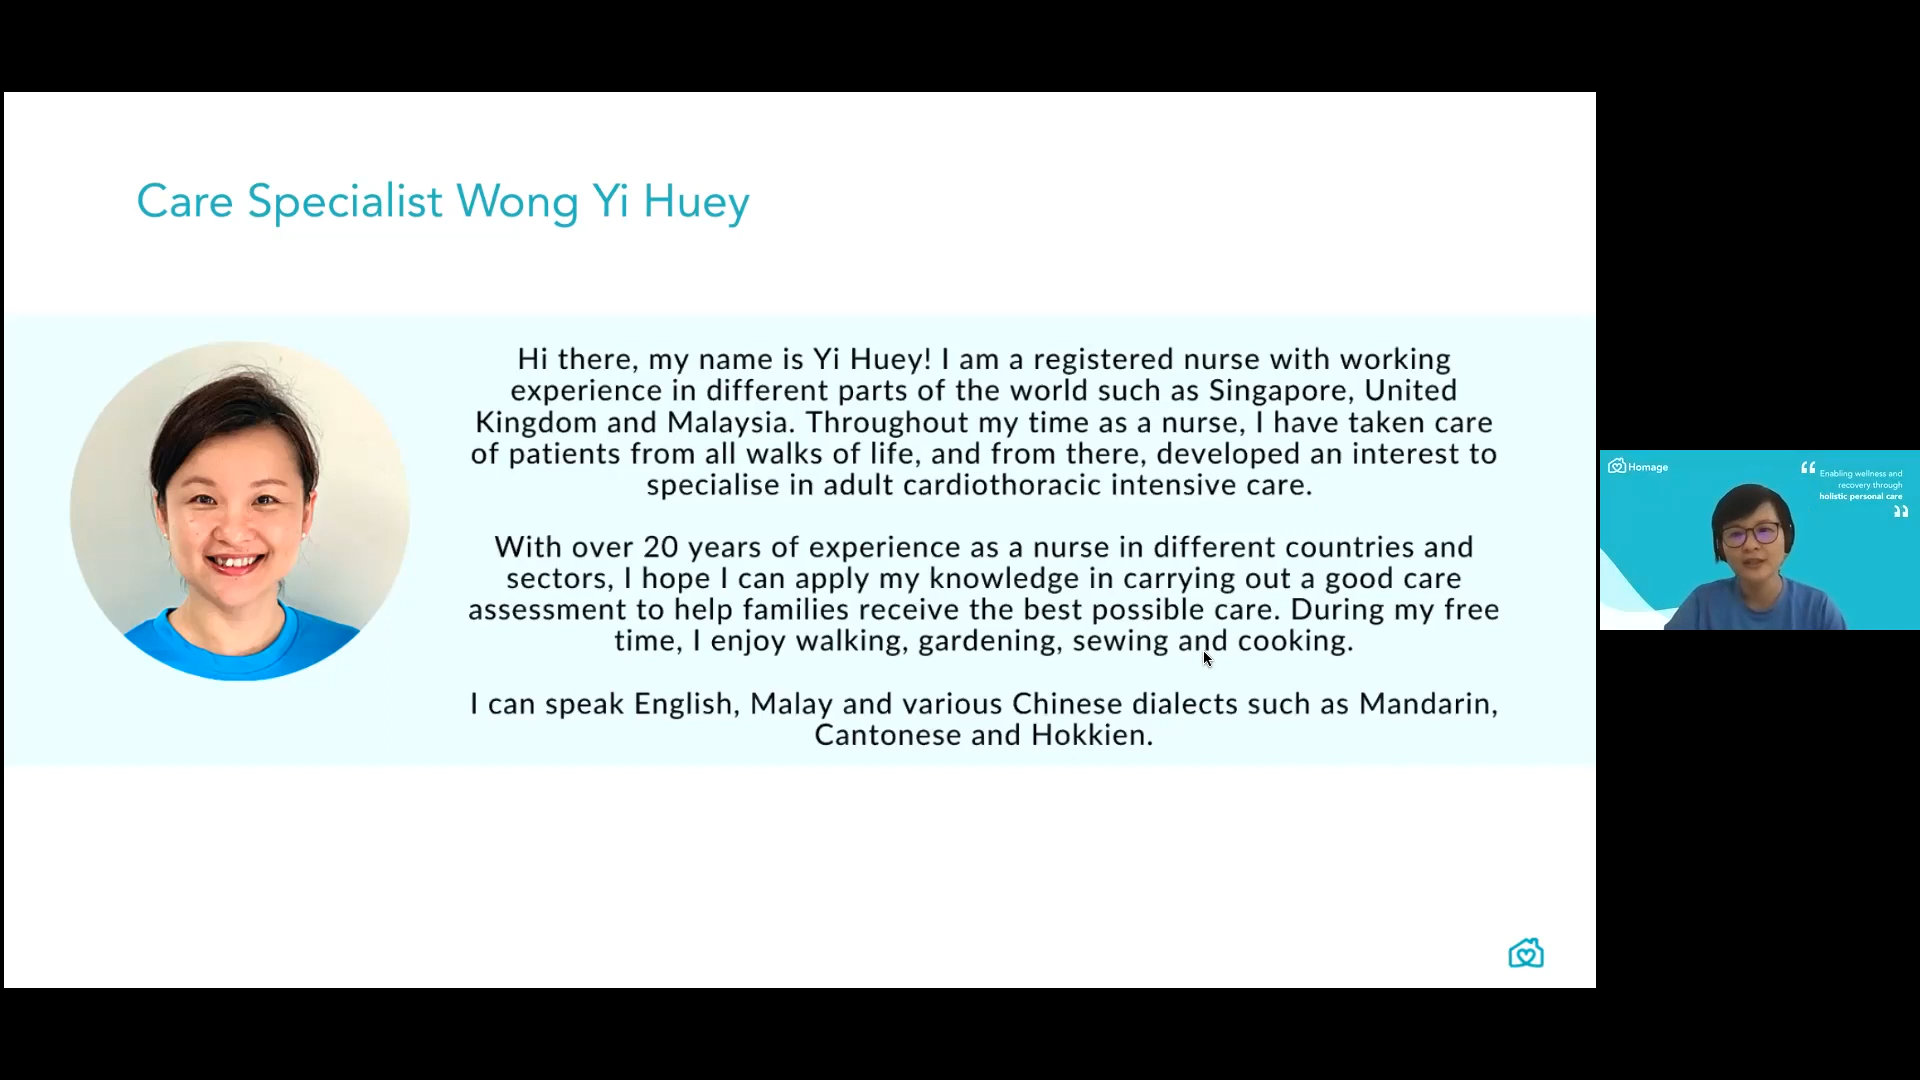 Care Specialist Wong Yi Huey
Hi there, my name is Yi Huey! I am a registered nurse with working
experience in different parts of the world such as Singapore, United
Kingdom and Malaysia. Throughout my time as a nurse, I have taken care
of patients from all walks of life, and from there, developed an interest to
specialise in adult cardiothoracic intensive care.
With over 20 years of experience as a nurse in different countries and
sectors, I hope I can apply my knowledge in carrying out a good care
assessment to help families receive the best possible care. During my free
time, I enjoy walking, gardening, sewing and cooking.
I can speak English, Malay and various Chinese dialects such as Mandarin,
Cantonese and Hokkien.
Homage
“ Enabling wellness and
recovery through
holistic personal care
”